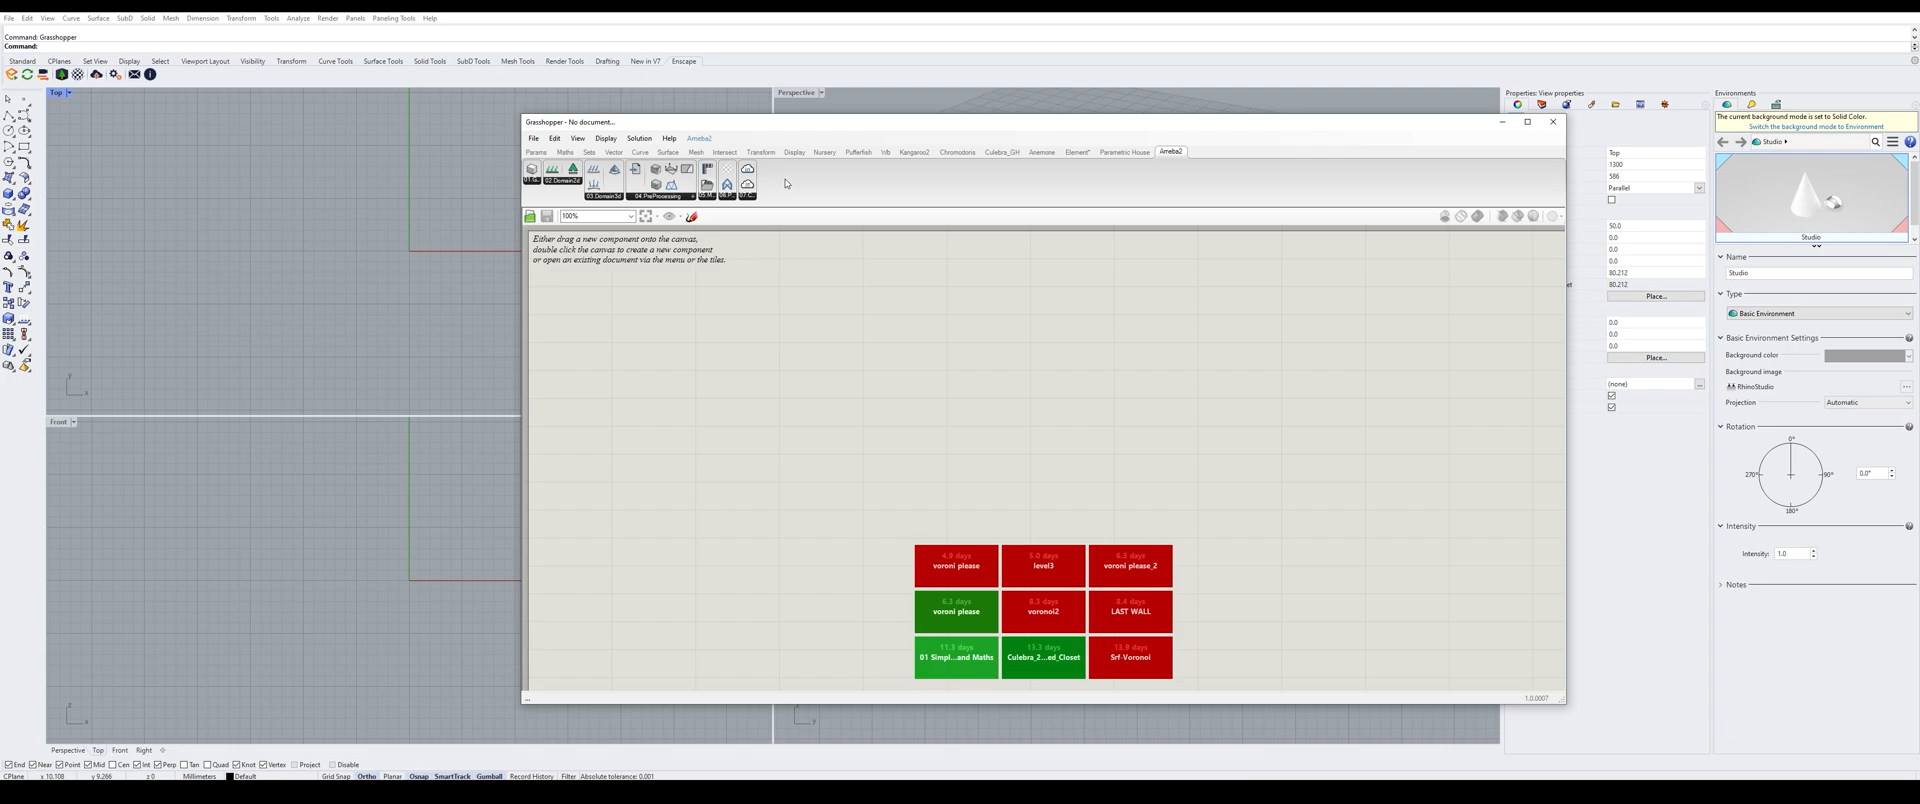 File Edit View Curve Surface SubD Solid Mesh Dimension Transform Tools Analyze Render Panels Paneling Tools Help
Command: Grasshopper
Command:
Standard CPlanes Set View Display Select Viewport Layout Visibility Transform Curve Tools Surface Tools Solid Tools SubD Tools Mesh Tools Render Tools Drafting New in V7 Enscape
Top
Perspective
Properties: View properties
Environments
The current background mode is set to Solid Color.
Switch the background mode to Environment
Studio
Studio
Name
Studio
Type
Basic Environment
Basic Environment Settings
Background color
Background image
RhinoStudio
Projection Automatic
Rotation
0°
270° 90° 0.0°
180°
Intensity
Intensity: 1.0
Notes
Top
1300
586
Parallel
50.0
0.0
0.0
0.0
80.212
80.212
Place...
0.0
0.0
0.0
Place...
(none)
Grasshopper - No document...
File Edit View Display Solution Help Ameba2
Params Maths Sets Vector Curve Surface Mesh Intersect Transform Display Nursery Pufferfish Wb Kangaroo2 Chromodoris Culebra_GH Anemone Element* Parametric House Ameba2
01.G.. 02.Domain2d 03.Domain3d 04.PreProcessing 05.M.. 06.P.. 07.C..
100%
Either drag a new component onto the canvas,
double click the canvas to create a new component
or open an existing document via the menu or the tiles.
4.9 days 5.0 days 6.3 days
voroni please level3 voroni please_2
6.3 days 8.3 days 8.4 days
voroni please voronoi2 LAST WALL
11.3 days 13.3 days 13.9 days
01 Simpl...and Maths Culebra_2...ed_Closet Srf-Voronoi
... 1.0.0007
y
x
Front
z
x
z
y
Perspective Top Front Right
End Near Point Mid Cen Int Perp Tan Quad Knot Vertex Project Disable
CPlane x 10.108 y 9.266 z 0 Millimeters Default Grid Snap Ortho Planar Osnap SmartTrack Gumball Record History Filter Absolute tolerance: 0.001